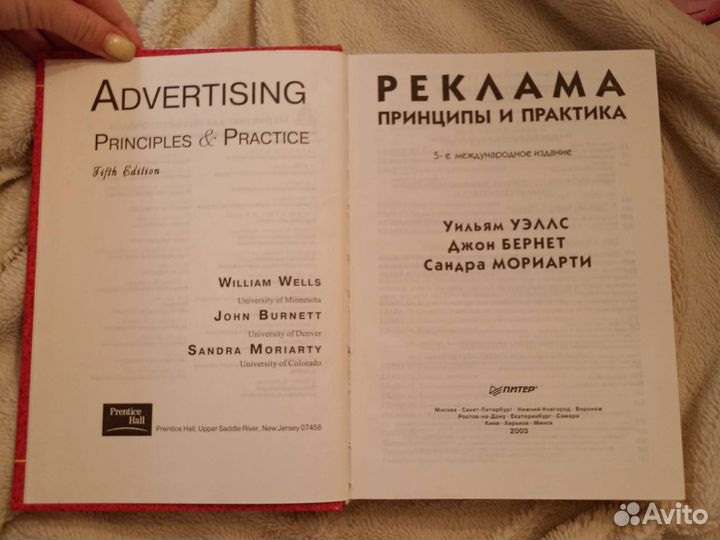 ADVERTISING
PRINCIPLES & PRACTICE
Fifth Edition
WILLIAM WELLS
University of Minnesota
JOHN BURNETT
University of Denver
SANDRA MORIARTY
University of Colorado
Prentice
Hall
Prentice Hall, Upper Saddle River, New Jersey 07458
РЕКЛАМА
ПРИНЦИПЫ И ПРАКТИКА
5-е международное издание
Уильям УЭЛЛС
Джон БЕРНЕТ
Сандра МОРИАРТИ
ПИТЕР®
Москва · Санкт-Петербург · Нижний Новгород · Воронеж
Ростов-на-Дону · Екатеринбург · Самара
Киев · Харьков · Минск
2003
Avito